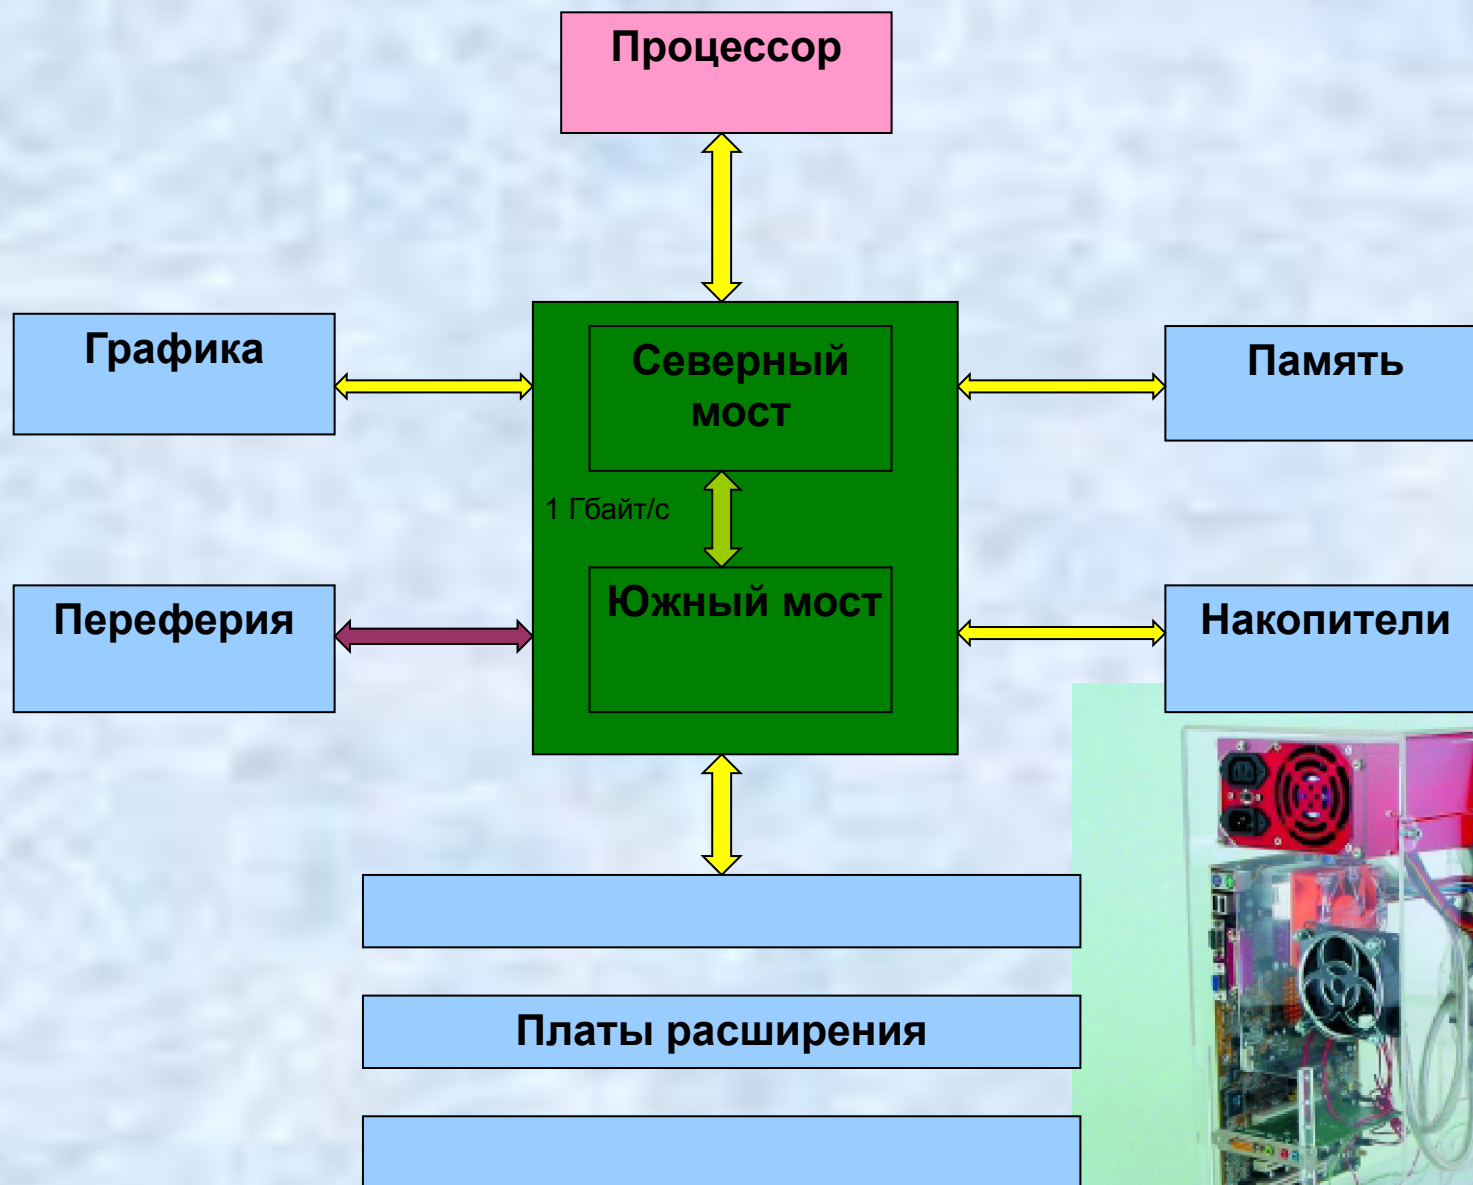 Процессор
Графика
Северный
мост
Память
1 Гбайт/с
Переферия
Южный мост
Накопители
Платы расширения